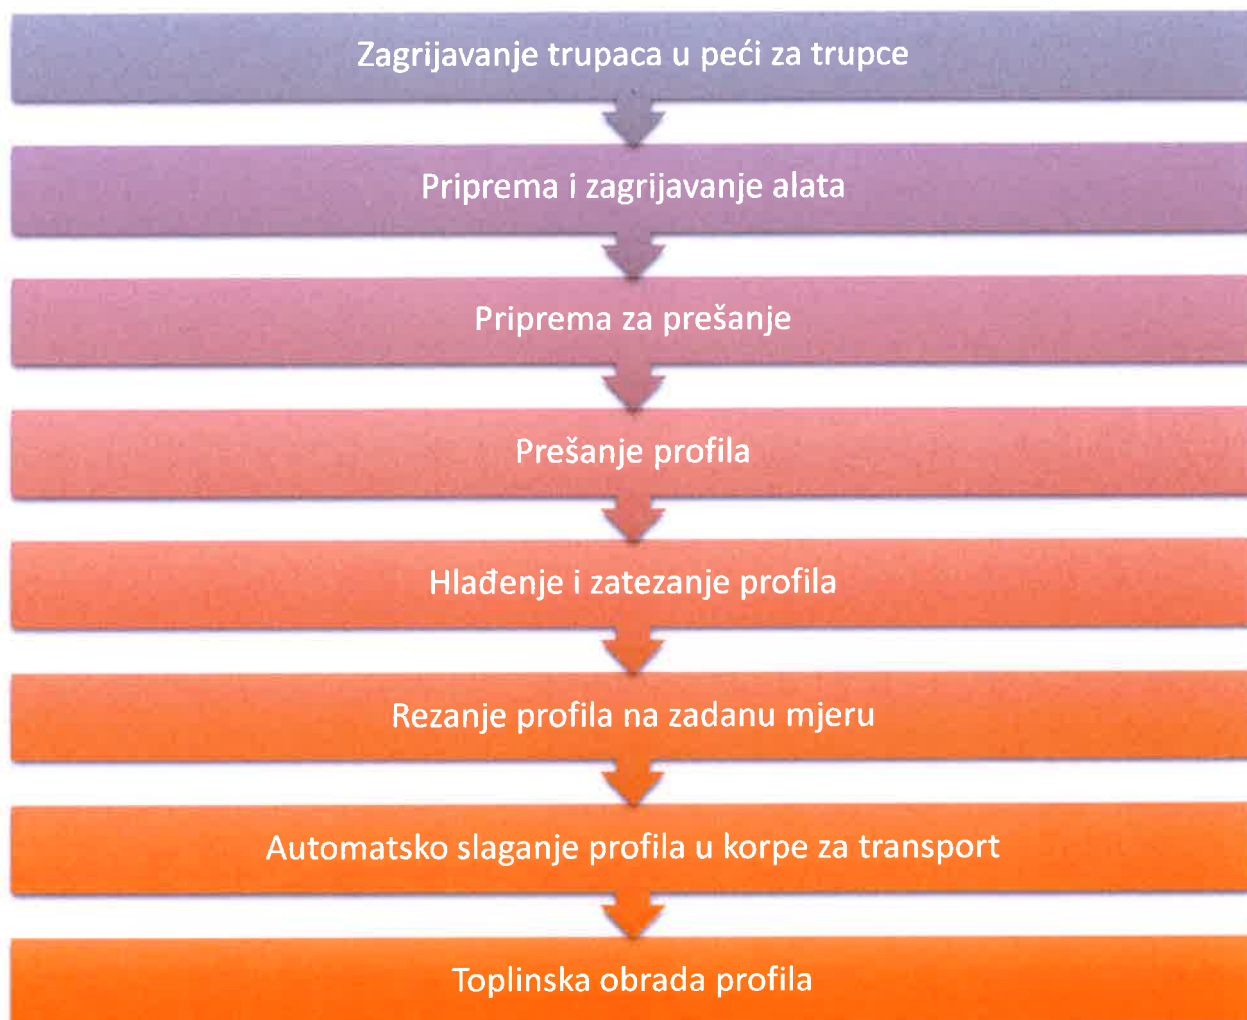 Zagrijavanje trupaca u peći za trupce
Priprema i zagrijavanje alata
Priprema za prešanje
Prešanje profila
Hlađenje i zatezanje profila
Rezanje profila na zadanu mjeru
Automatsko slaganje profila u korpe za transport
Toplinska obrada profila